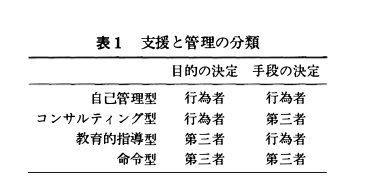 表1　支援と管理の分類
目的の決定　手段の決定
自己管理型　行為者　行為者
コンサルティング型　行為者　第三者
教育的指導型　第三者　行為者
命令型　第三者　第三者